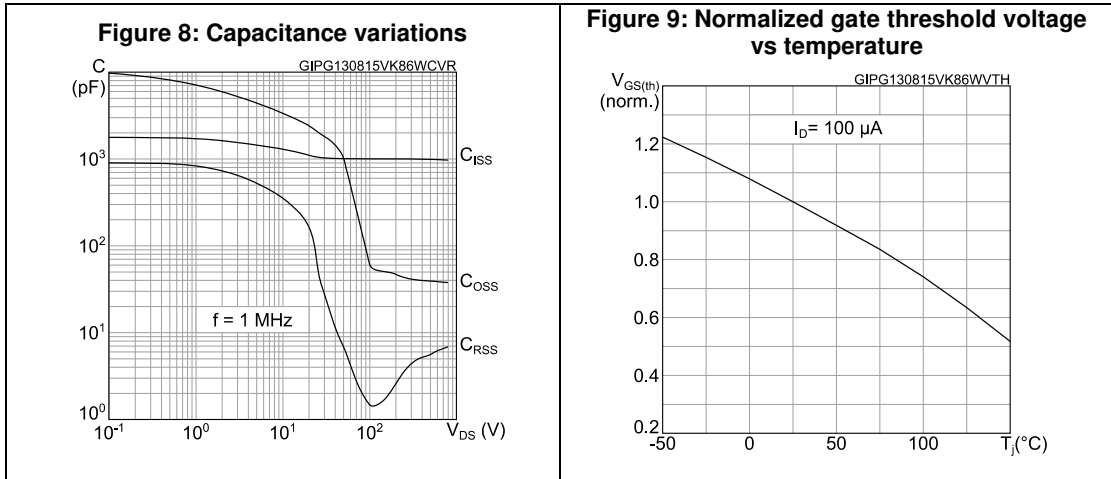 Figure 8: Capacitance variations
GIPG130815VK86WCVR
C
(pF)
10³
10²
10¹
10⁰
C_ISS
C_OSS
C_RSS
f = 1 MHz
10⁻¹ 10⁰ 10¹ 10² V_DS (V)
Figure 9: Normalized gate threshold voltage
vs temperature
GIPG130815VK86WVTH
V_GS(th)
(norm.)
I_D= 100 µA
1.2
1.0
0.8
0.6
0.4
0.2
-50 0 50 100 T_j(°C)